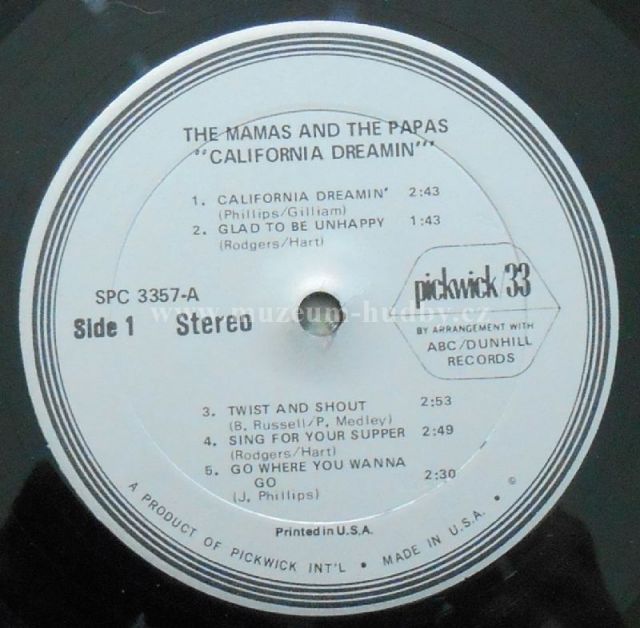 THE MAMAS AND THE PAPAS
"CALIFORNIA DREAMIN'"
1. CALIFORNIA DREAMIN' 2:43
(Phillips/Gilliam)
2. GLAD TO BE UNHAPPY 1:43
(Rodgers/Hart)
SPC 3357-A
Side 1 Stereo
pickwick/33
BY ARRANGEMENT WITH
ABC/DUNHILL
RECORDS
www.muzeum-hudby.cz
3. TWIST AND SHOUT 2:53
(B. Russell/P. Medley)
4. SING FOR YOUR SUPPER 2:49
(Rodgers/Hart)
5. GO WHERE YOU WANNA
GO 2:30
(J. Phillips)
Printed in U.S.A.
A PRODUCT OF PICKWICK INT'L • MADE IN U.S.A. • ©